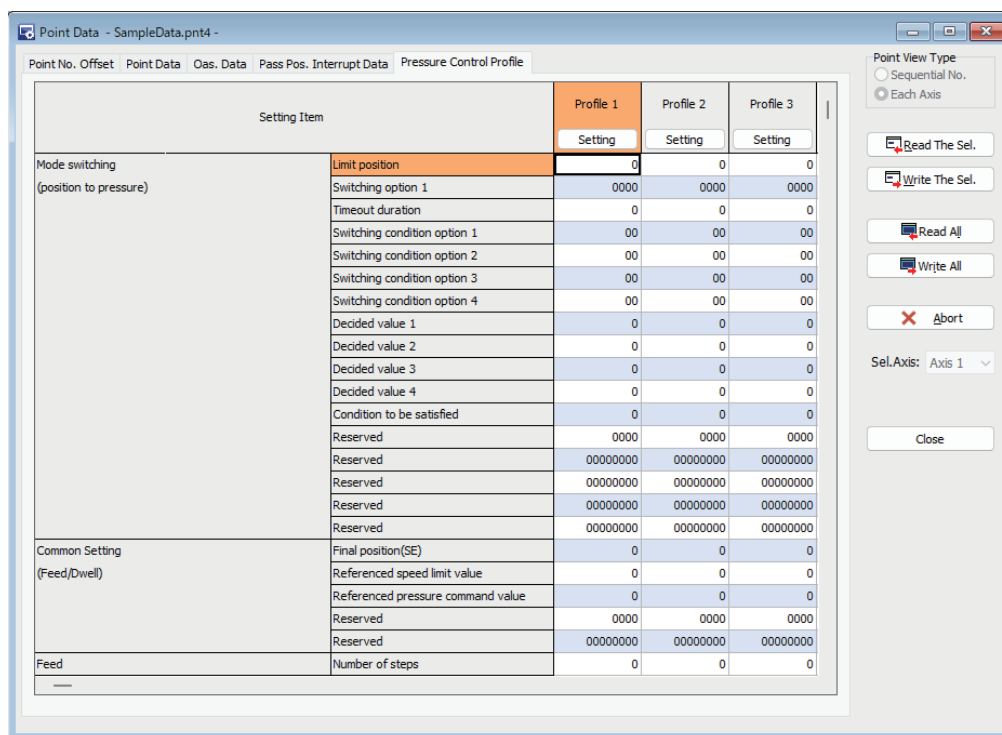 Point Data - SampleData.pnt4 -
Point No. Offset Point Data Oas. Data Pass Pos. Interrupt Data Pressure Control Profile
Setting Item Profile 1 Profile 2 Profile 3
Setting Setting Setting
Mode switching Limit position 0 0 0
(position to pressure) Switching option 1 0000 0000 0000
Timeout duration 0 0 0
Switching condition option 1 00 00 00
Switching condition option 2 00 00 00
Switching condition option 3 00 00 00
Switching condition option 4 00 00 00
Decided value 1 0 0 0
Decided value 2 0 0 0
Decided value 3 0 0 0
Decided value 4 0 0 0
Condition to be satisfied 0 0 0
Reserved 0000 0000 0000
Reserved 00000000 00000000 00000000
Reserved 00000000 00000000 00000000
Reserved 00000000 00000000 00000000
Reserved 00000000 00000000 00000000
Common Setting Final position(SE) 0 0 0
(Feed/Dwell) Referenced speed limit value 0 0 0
Referenced pressure command value 0 0 0
Reserved 0000 0000 0000
Reserved 00000000 00000000 00000000
Feed Number of steps 0 0 0
Point View Type
Sequential No.
Each Axis
Read The Sel.
Write The Sel.
Read All
Write All
Abort
Sel.Axis: Axis 1
Close